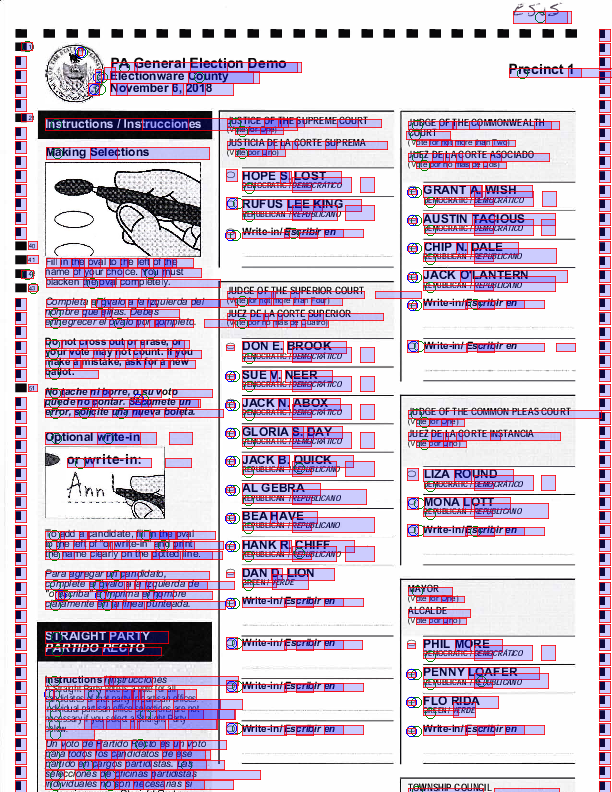 PA General Election Demo
Electionware County
November 6, 2018
Precinct 1
Instructions / Instrucciones
Making Selections
Fill in the oval to the left of the
name of your choice. You must
blacken the oval completely.
Completa el óvalo a la izquierda del
nombre que elijas. Debes
ennegrecer el óvalo por completo.
Do not cross out or erase, or
your vote may not count. If you
make a mistake, ask for a new
ballot.
No tache ni borre, o su voto
puede no contar. Si comete un
error, solicite una nueva boleta.
Optional write-in
or write-in:
Ann
To add a candidate, fill in the oval
to the left of "or write-in" and print
the name clearly on the dotted line.
Para agregar un candidato,
complete el óvalo a la izquierda de
"o escriba" e imprima el nombre
claramente en la línea punteada.
STRAIGHT PARTY
PARTIDO RECTO
Instructions / Instrucciones
individual partisan office selections are not
necessary if you select a Straight Party
below.
Un voto de Partido Recto es un voto
para todos los candidatos de ese
partido en cargos partidistas. Las
selecciones de oficinas partidistas
individuales no son necesarias si
JUSTICE OF THE SUPREME COURT
(Vote for One)
JUSTICIA DE LA CORTE SUPREMA
(Vote por Uno)
HOPE S. LOST
DEMOCRATIC / DEMOCRÁTICO
RUFUS LEE KING
REPUBLICAN / REPUBLICANO
Write-in/Escribir en
JUDGE OF THE SUPERIOR COURT
(Vote for not more than Four)
JUEZ DE LA CORTE SUPERIOR
(Vote por no más de Cuatro)
DON E. BROOK
DEMOCRATIC / DEMOCRÁTICO
SUE V. NEER
DEMOCRATIC / DEMOCRÁTICO
JACK N. ABOX
DEMOCRATIC / DEMOCRÁTICO
GLORIA S. DAY
DEMOCRATIC / DEMOCRÁTICO
JACK B. QUICK
REPUBLICAN / REPUBLICANO
AL GEBRA
REPUBLICAN / REPUBLICANO
BEA HAVE
REPUBLICAN / REPUBLICANO
HANK R. CHIFF
REPUBLICAN / REPUBLICANO
DAN D. LION
GREEN / VERDE
Write-in/Escribir en
Write-in/Escribir en
Write-in/Escribir en
Write-in/Escribir en
JUDGE OF THE COMMONWEALTH
COURT
(Vote for not more than Two)
JUEZ DE LA CORTE ASOCIADO
(Vote por no más de Dos)
GRANT A. WISH
DEMOCRATIC / DEMOCRÁTICO
AUSTIN TACIOUS
DEMOCRATIC / DEMOCRÁTICO
CHIP N. DALE
REPUBLICAN / REPUBLICANO
JACK O'LANTERN
REPUBLICAN / REPUBLICANO
Write-in/Escribir en
Write-in/Escribir en
JUDGE OF THE COMMON PLEAS COURT
(Vote for One)
JUEZ DE LA CORTE INSTANCIA
(Vote por Uno)
LIZA ROUND
DEMOCRATIC / DEMOCRÁTICO
MONA LOTT
REPUBLICAN / REPUBLICANO
Write-in/Escribir en
MAYOR
(Vote for One)
ALCALDE
(Vote por Uno)
PHIL MORE
DEMOCRATIC / DEMOCRÁTICO
PENNY LOAFER
REPUBLICAN / REPUBLICANO
FLO RIDA
GREEN / VERDE
Write-in/Escribir en
TOWNSHIP COUNCIL